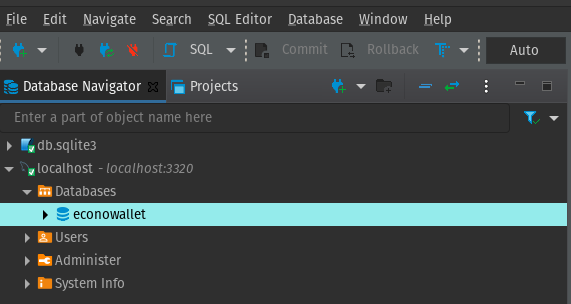 File Edit Navigate Search SQL Editor Database Window Help
SQL Commit Rollback Auto
Database Navigator Projects
Enter a part of object name here
db.sqlite3
localhost - localhost:3320
Databases
econowallet
Users
Administer
System Info